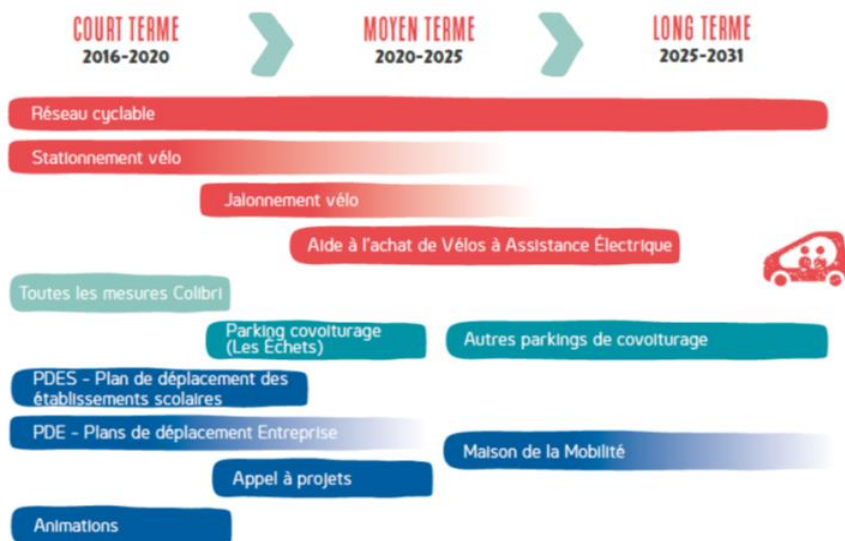 COURT TERME
2016-2020
MOYEN TERME
2020-2025
LONG TERME
2025-2031
Réseau cyclable
Stationnement vélo
Jalonnement vélo
Aide à l'achat de Vélos à Assistance Électrique
Toutes les mesures Colibri
Parking covoiturage
(Les Échets)
Autres parkings de covoiturage
PDES - Plan de déplacement des
établissements scolaires
PDE - Plans de déplacement Entreprise
Maison de la Mobilité
Appel à projets
Animations